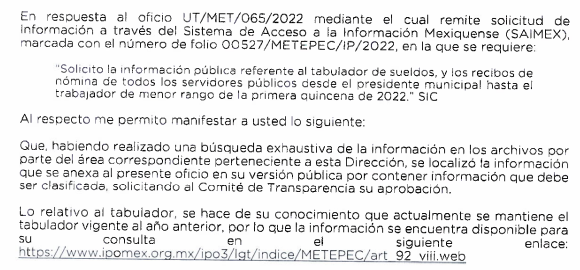 En respuesta al oficio UT/MET/065/2022 mediante el cual remite solicitud de
Información a través del Sistema de Acceso a la Información Mexiquense (SAIMEX),
marcada con el número de folio 00527/METEPEC/IP/2022, en la que se requiere:
"Solicito la información pública referente al tabulador de sueldos, y los recibos de
nómina de todos los servidores públicos desde el presidente municipal hasta el
trabajador de menor rango de la primera quincena de 2022." SIC
Al respecto me permito manifestar a usted lo siguiente:
Que, habiendo realizado una búsqueda exhaustiva de la información en los archivos por
parte del área correspondiente perteneciente a esta Dirección, se localizó la información
que se anexa al presente oficio en su versión pública por contener información que debe
ser clasificada, solicitando al Comité de Transparencia su aprobación.
Lo relativo al tabulador, se hace de su conocimiento que actualmente se mantiene el
tabulador vigente al año anterior, por lo que la información se encuentra disponible para
su consulta en el siguiente enlace:
https://www.ipomex.org.mx/ipo3/lgt/indice/METEPEC/art_92_viii.web